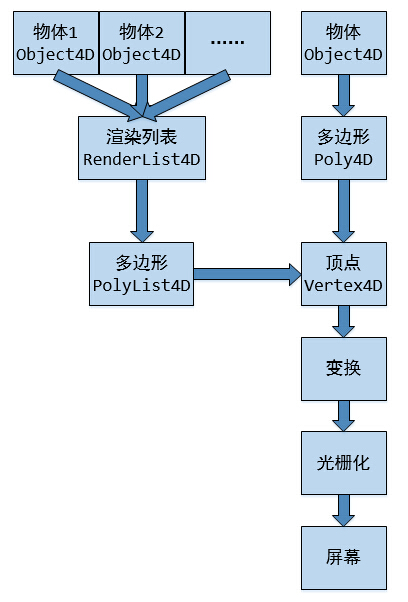 物体1
Object4D
物体2
Object4D
......
物体
Object4D
渲染列表
RenderList4D
多边形
Poly4D
多边形
PolyList4D
顶点
Vertex4D
变换
光栅化
屏幕